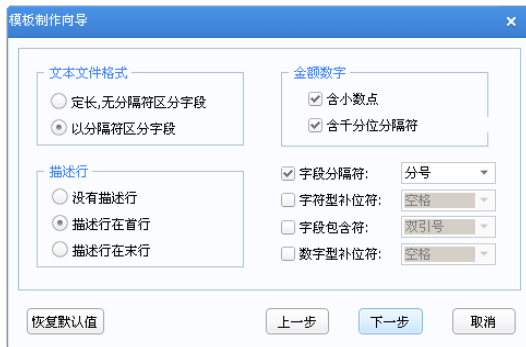 模板制作向导
文本文件格式
定长,无分隔符区分字段
以分隔符区分字段
金额数字
含小数点
含千分位分隔符
描述行
没有描述行
描述行在首行
描述行在末行
字段分隔符: 分号
字符型补位符: 空格
字段包含符: 双引号
数字型补位符: 空格
恢复默认值 上一步 下一步 取消